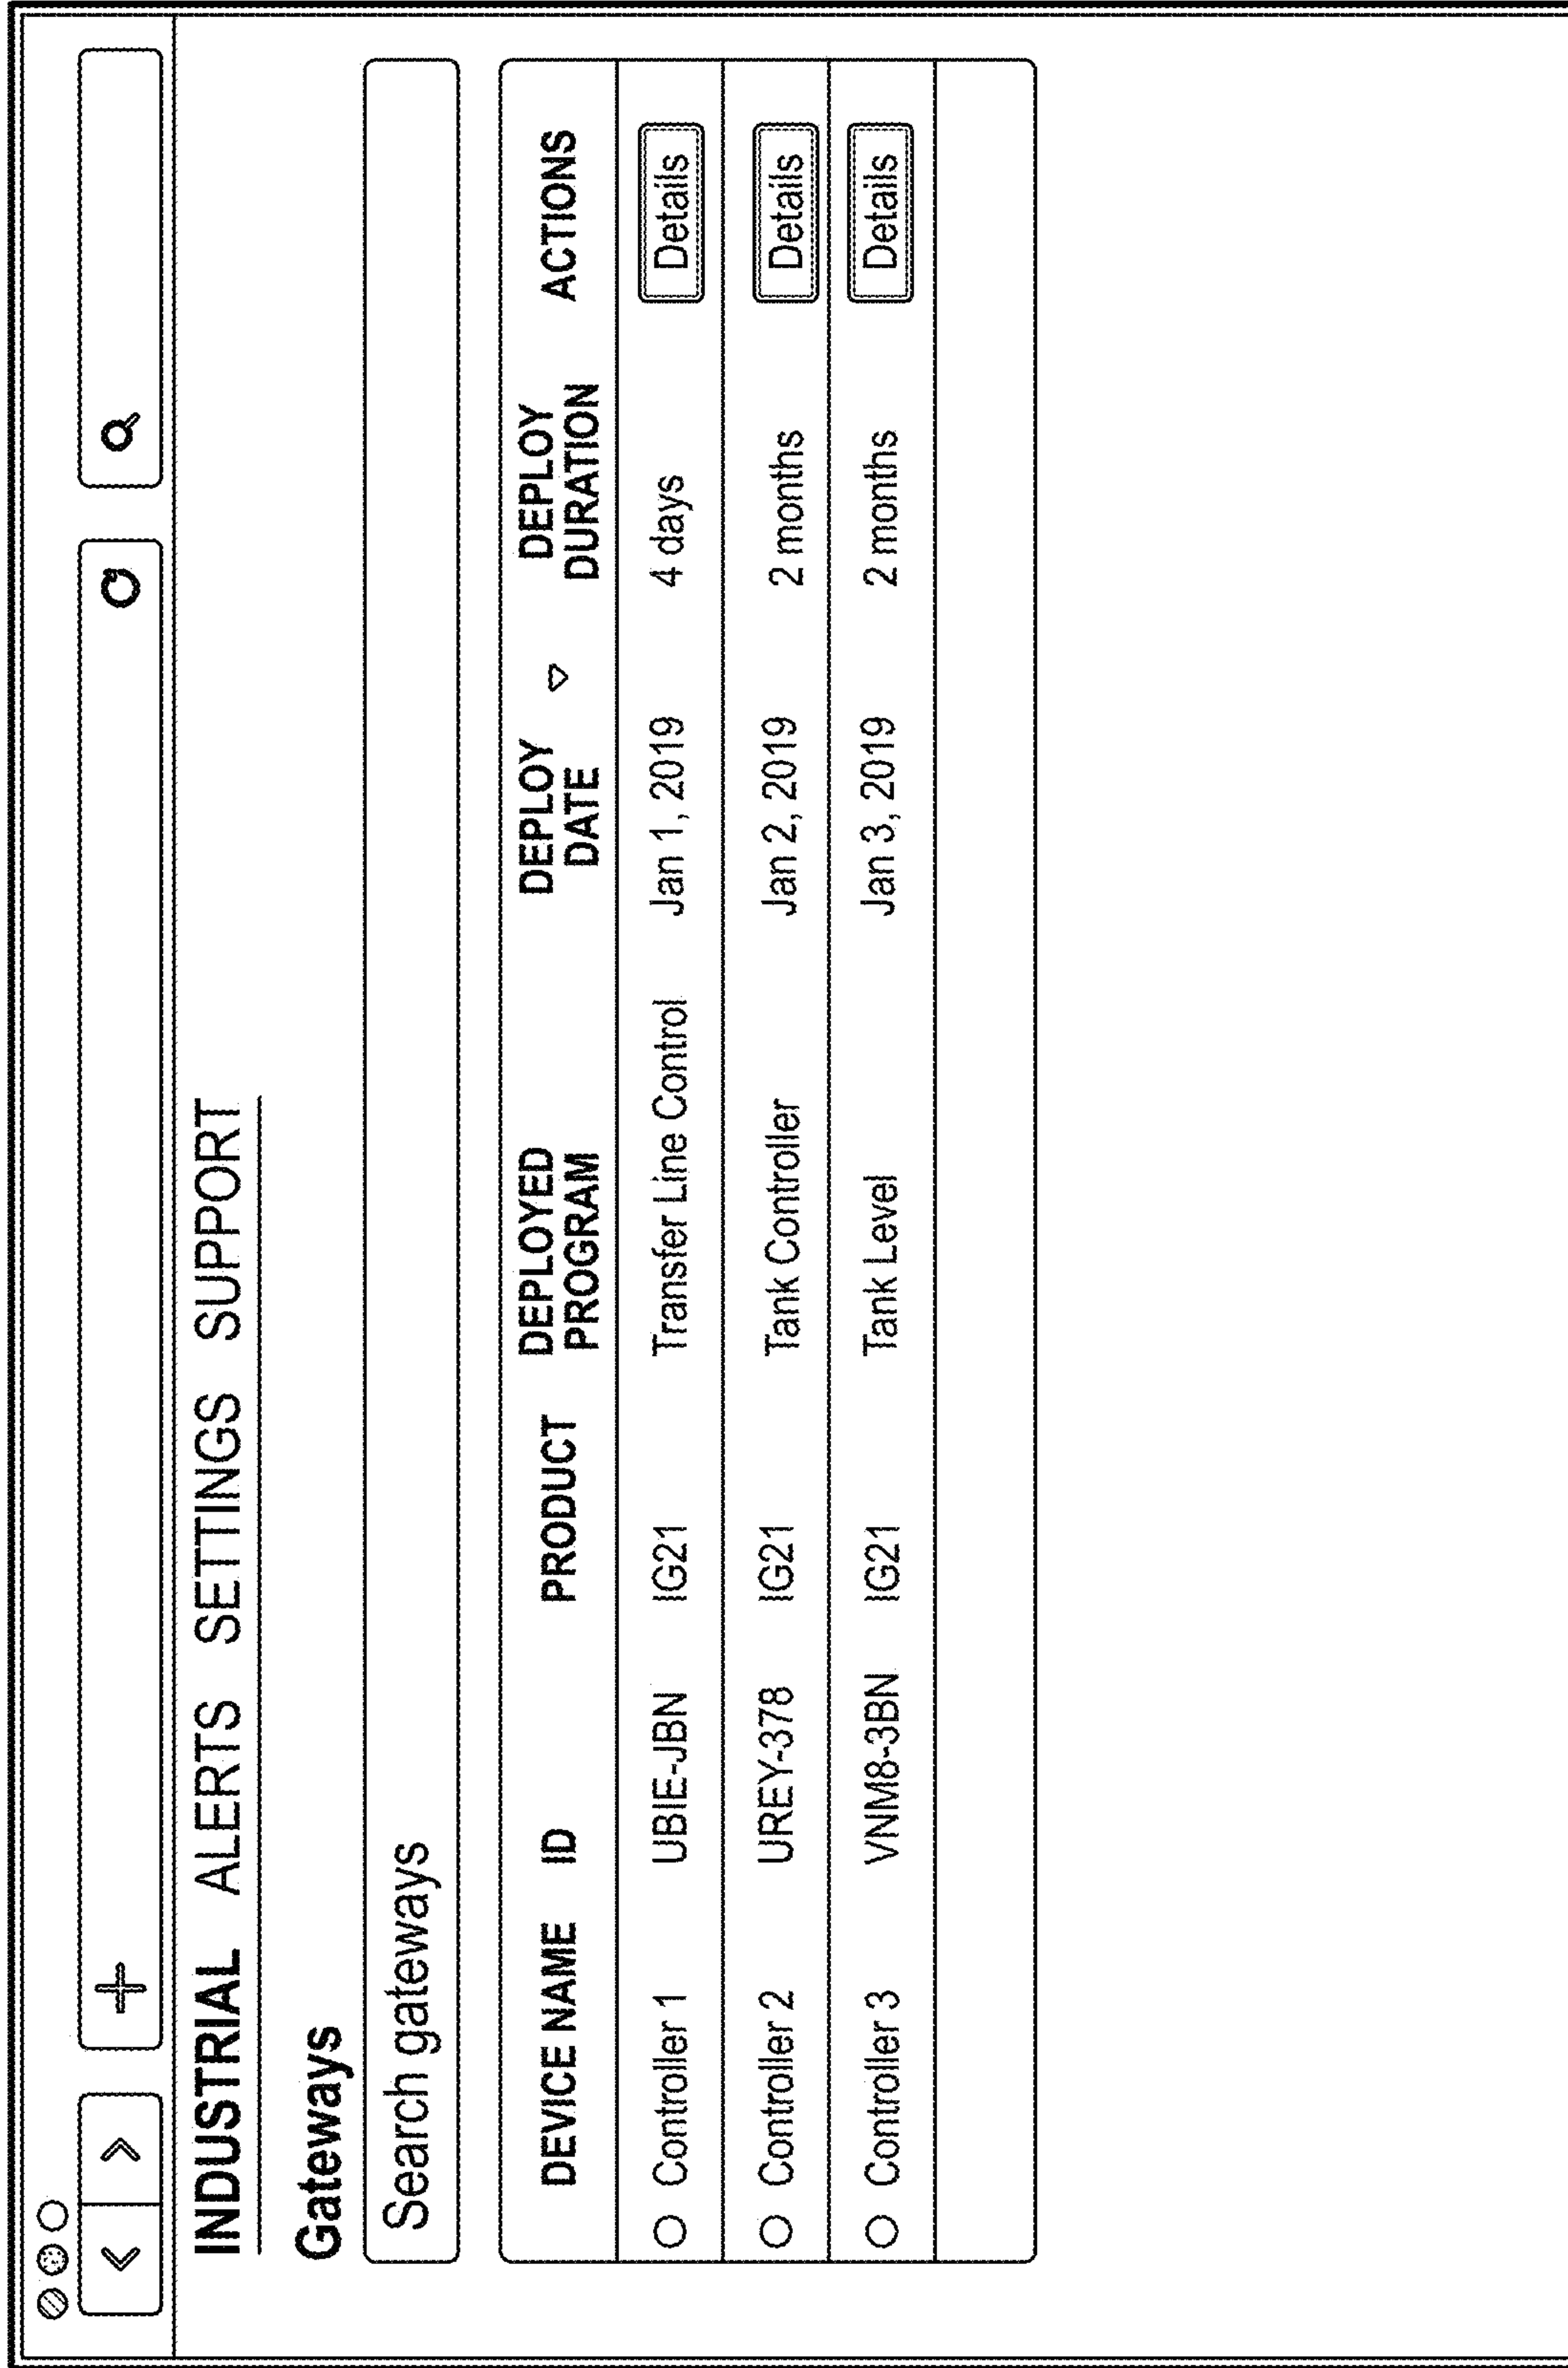 INDUSTRIAL ALERTS SETTINGS SUPPORT
Gateways
Search gateways
DEVICE NAME ID PRODUCT DEPLOYED PROGRAM DEPLOY DATE DEPLOY DURATION ACTIONS
Controller 1 UBIE-JBN IG21 Transfer Line Control Jan 1, 2019 4 days Details
Controller 2 UREY-378 IG21 Tank Controller Jan 2, 2019 2 months Details
Controller 3 VNM8-3BN IG21 Tank Level Jan 3, 2019 2 months Details